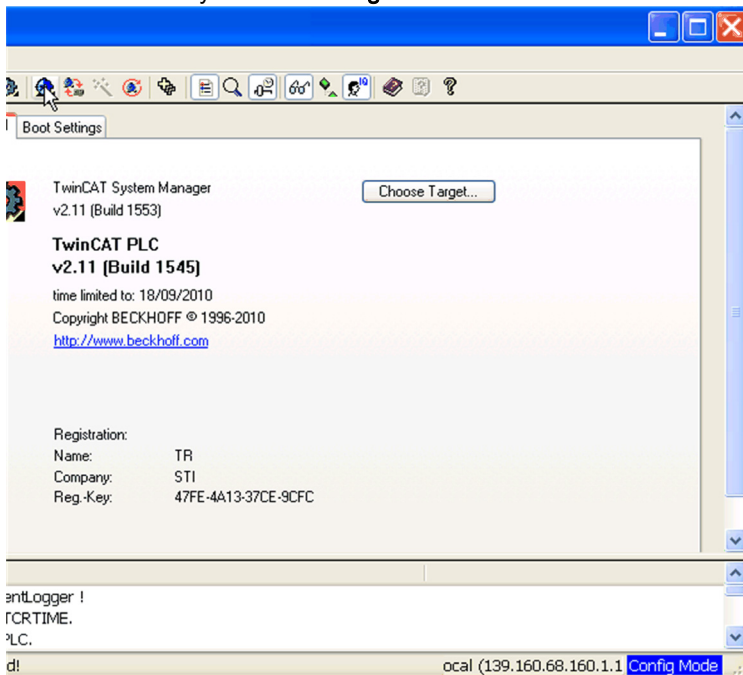 Boot Settings
TwinCAT System Manager
v2.11 (Build 1553)
Choose Target...
TwinCAT PLC
v2.11 (Build 1545)
time limited to: 18/09/2010
Copyright BECKHOFF © 1996-2010
http://www.beckhoff.com
Registration:
Name: TR
Company: STI
Reg.-Key: 47FE-4A13-37CE-9CFC
entLogger !
TCRTIME.
PLC.
d! ocal (139.160.68.160.1.1 Config Mode